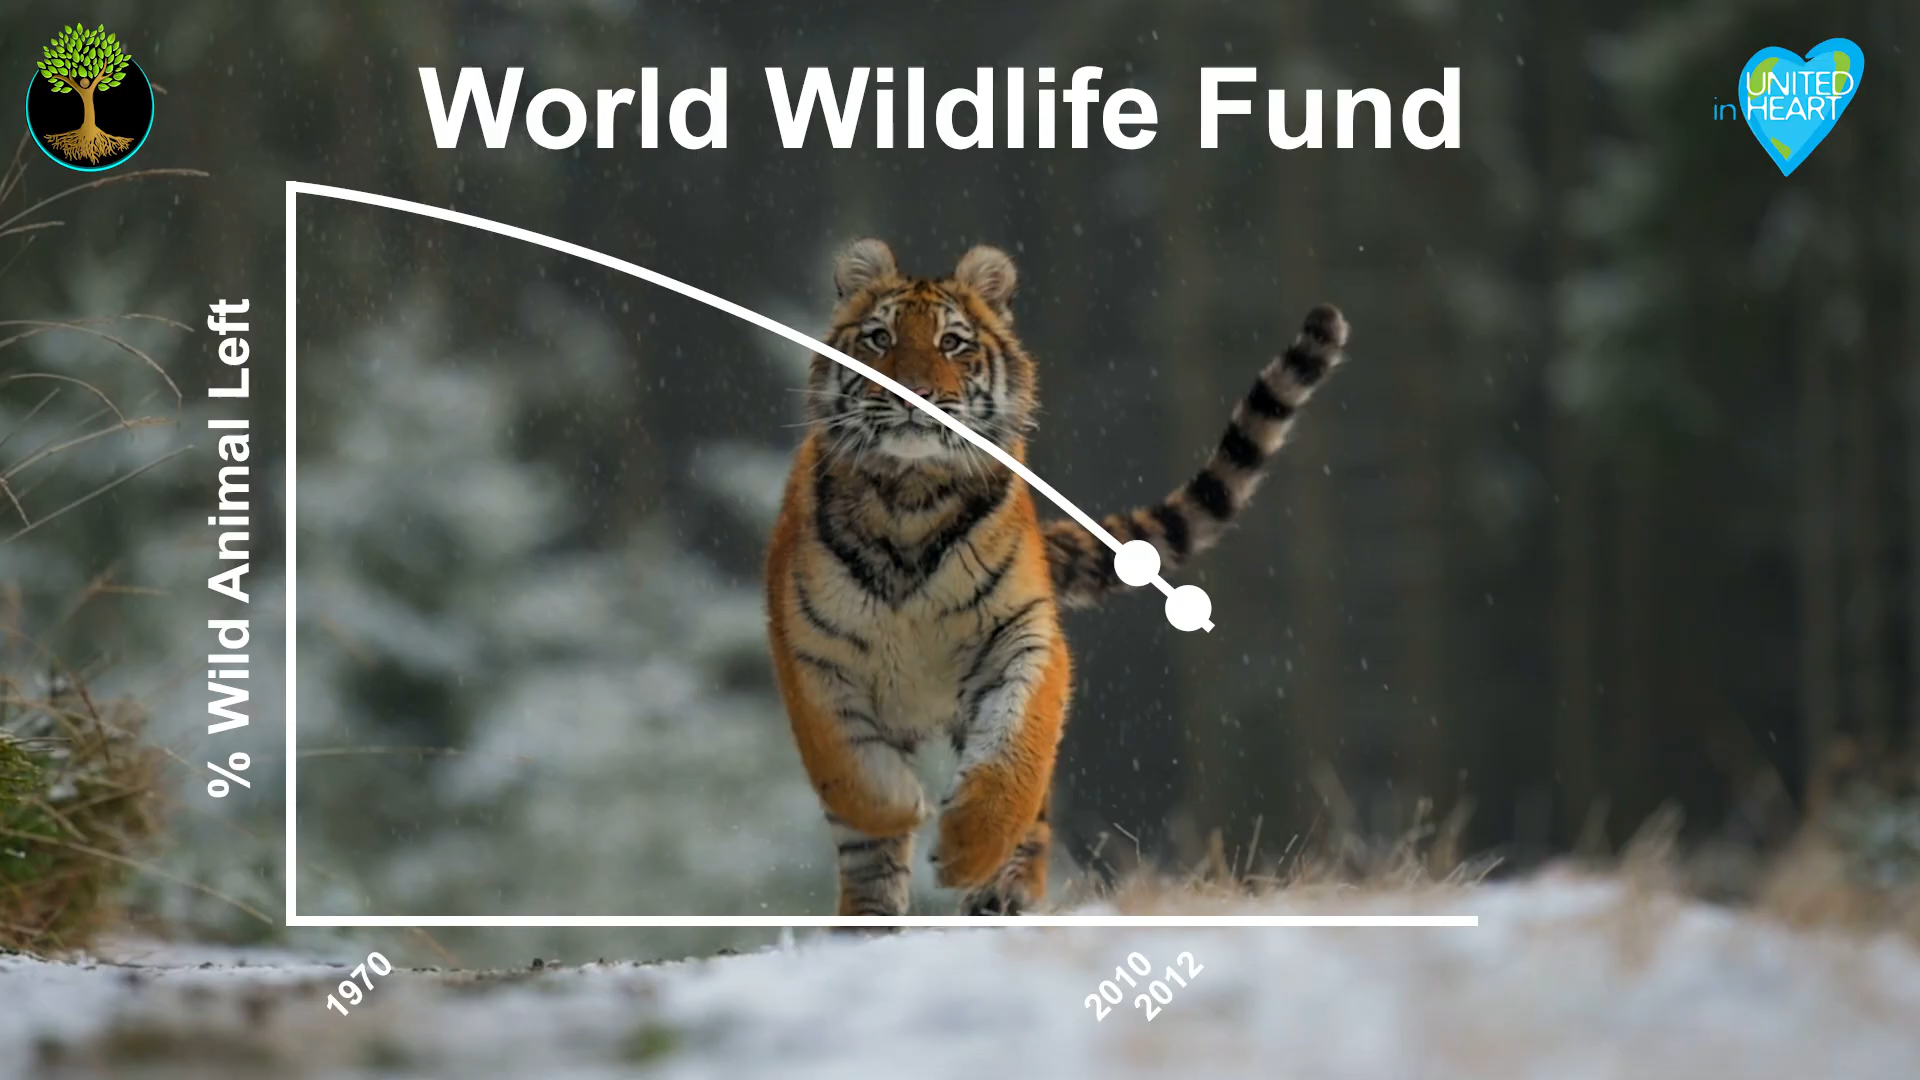 World Wildlife Fund
UNITED
in HEART
% Wild Animal Left
1970
2010
2012